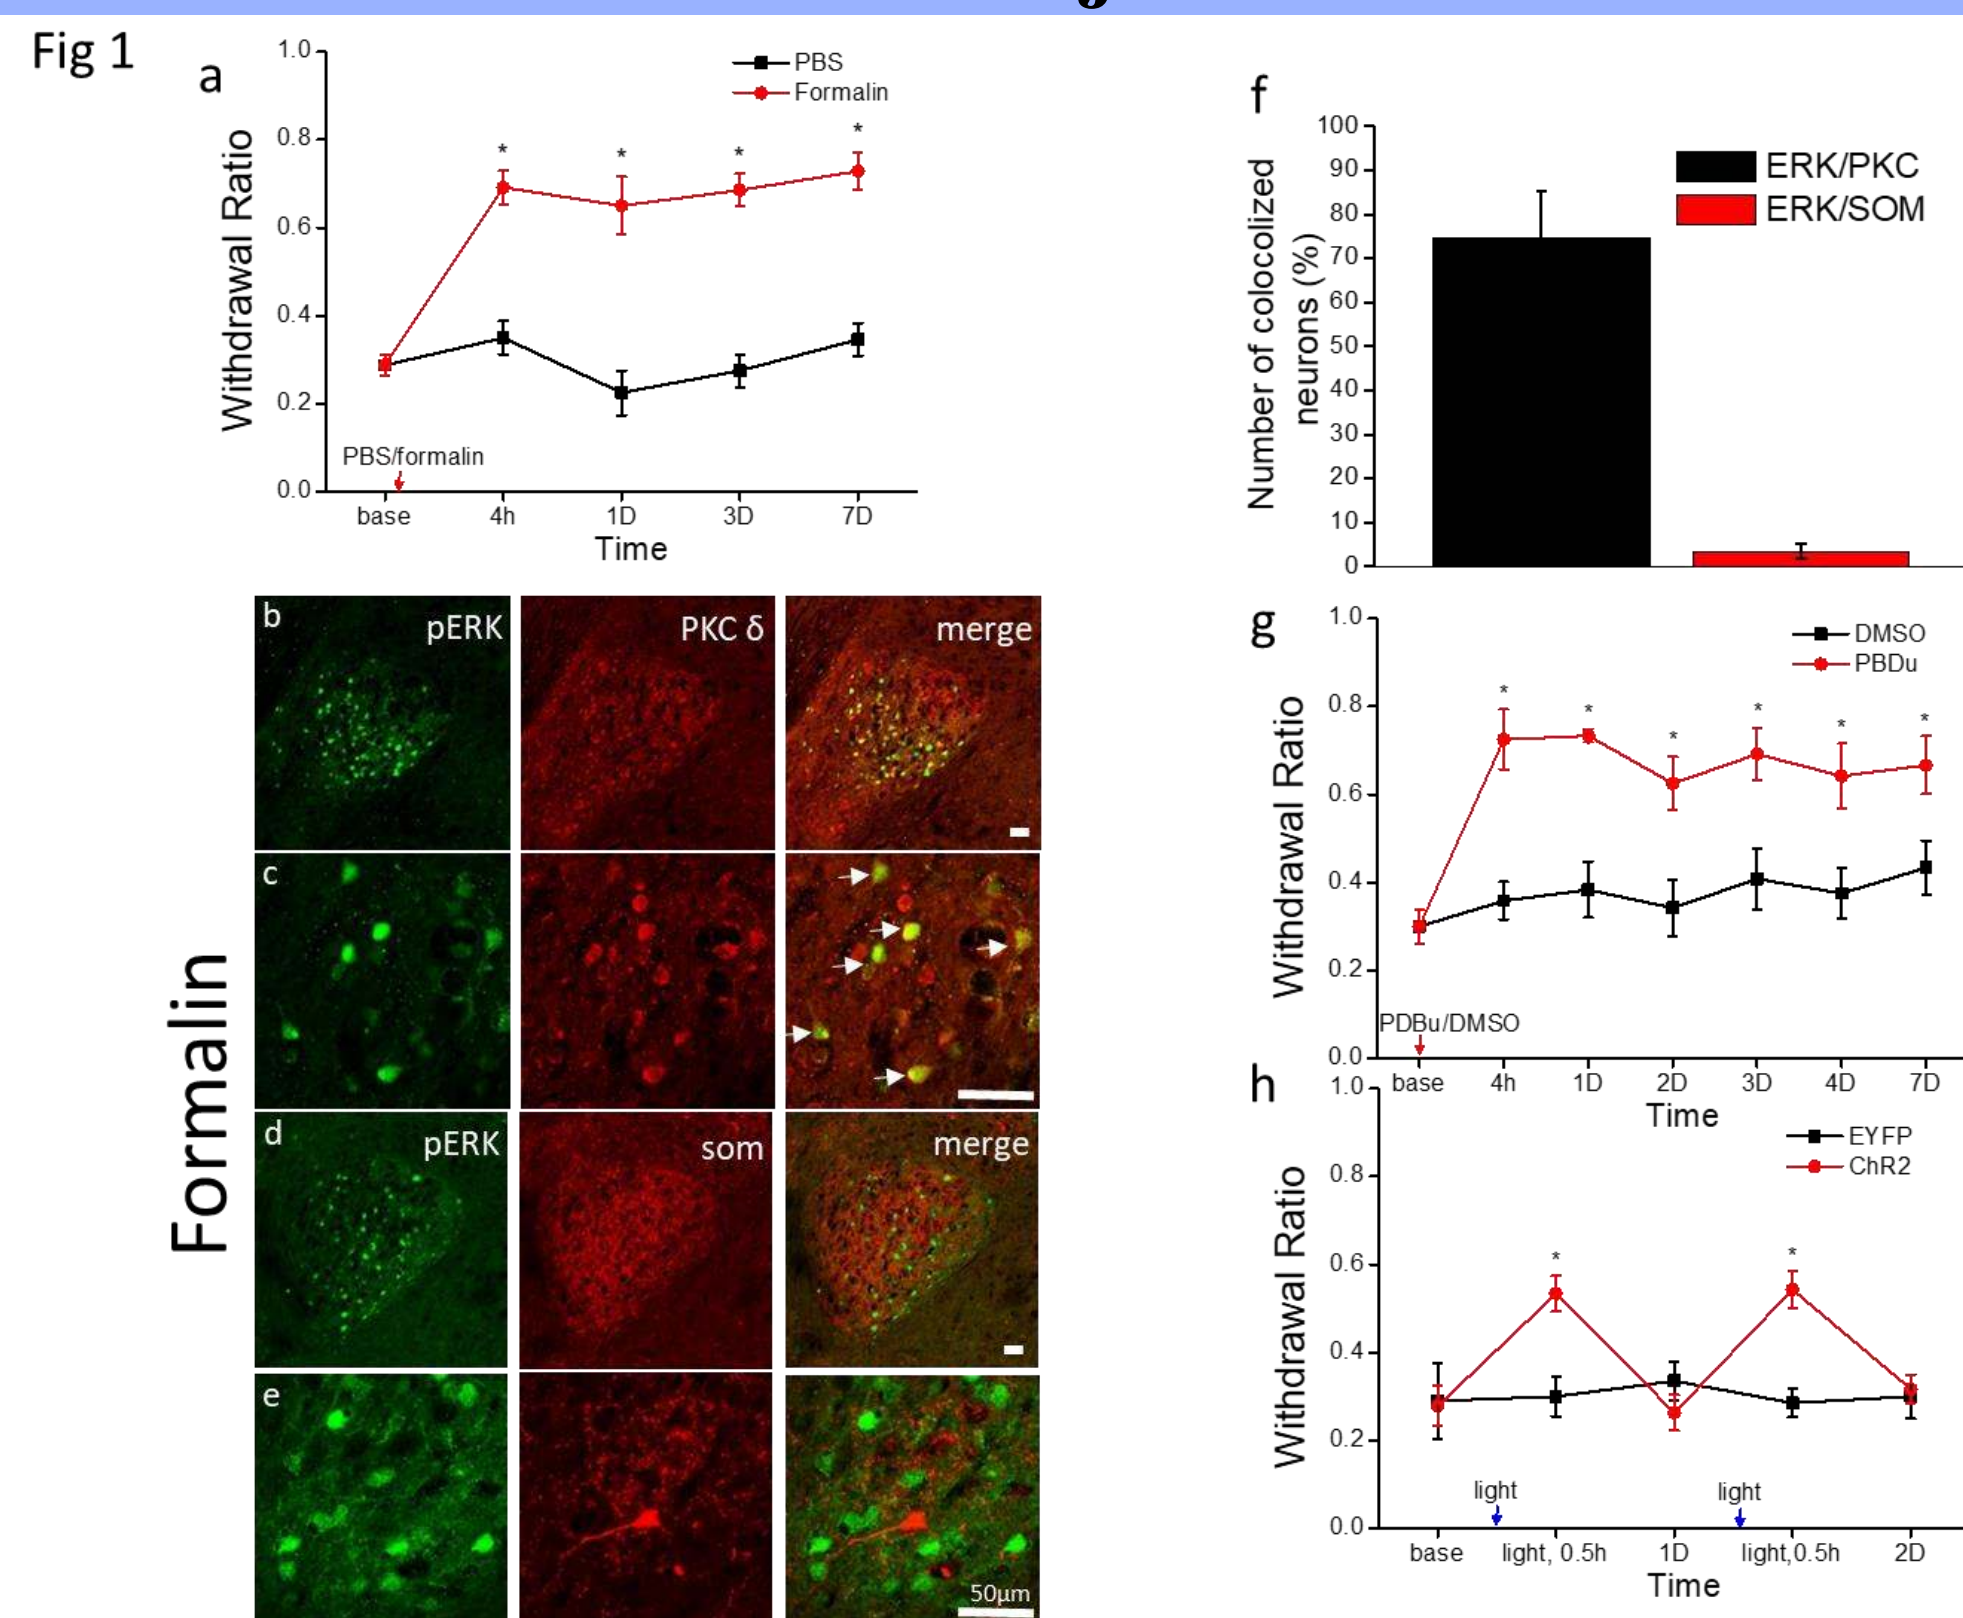 Fig 1
a
1.0
0.8
0.6
0.4
0.2
0.0
Withdrawal Ratio
PBS
Formalin
*
*
*
*
PBS/formalin
base
4h
1D
3D
7D
Time
Formalin
b
pERK
PKC δ
merge
c
d
pERK
som
merge
e
50µm
f
100
90
80
70
60
50
40
30
20
10
0
Number of colocolized
neurons (%)
ERK/PKC
ERK/SOM
g
1.0
0.8
0.6
0.4
0.2
0.0
Withdrawal Ratio
DMSO
PBDu
*
*
*
*
*
*
PDBu/DMSO
base
4h
1D
2D
3D
4D
7D
Time
h
1.0
0.8
0.6
0.4
0.2
0.0
Withdrawal Ratio
EYFP
ChR2
*
*
light
light
base
light, 0.5h
1D
light,0.5h
2D
Time